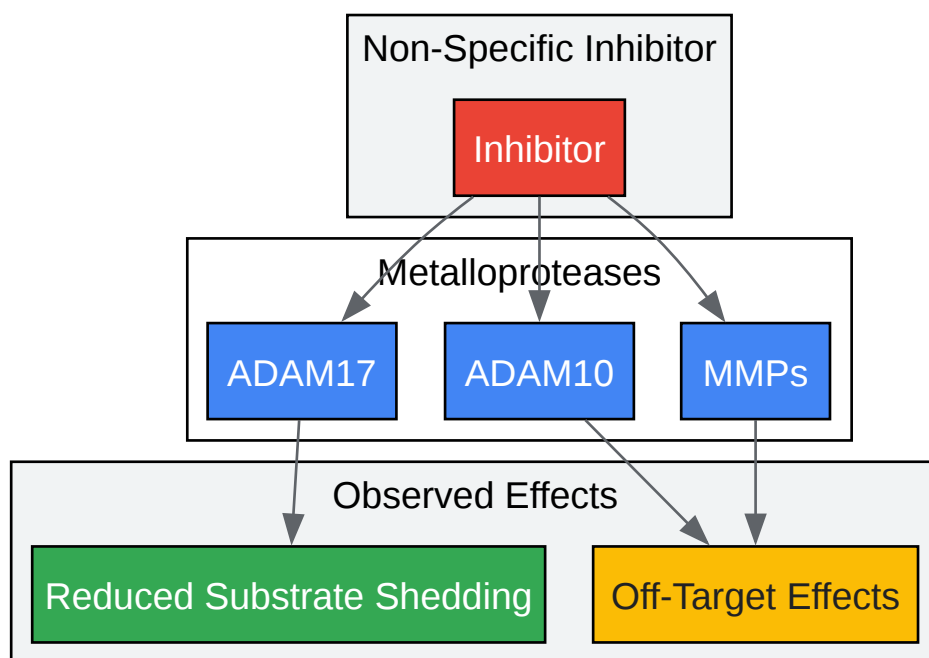 Non-Specific Inhibitor
Inhibitor
Metalloproteases
ADAM17
ADAM10
MMPs
Observed Effects
Reduced Substrate Shedding
Off-Target Effects